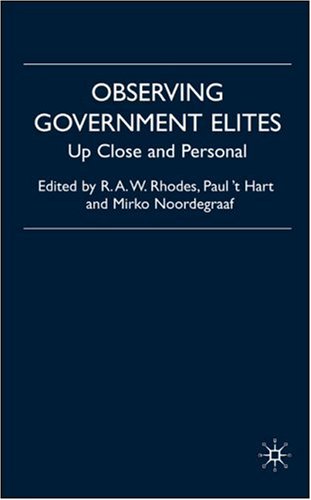 OBSERVING
GOVERNMENT ELITES
Up Close and Personal
Edited by R. A. W. Rhodes, Paul 't Hart
and Mirko Noordegraaf